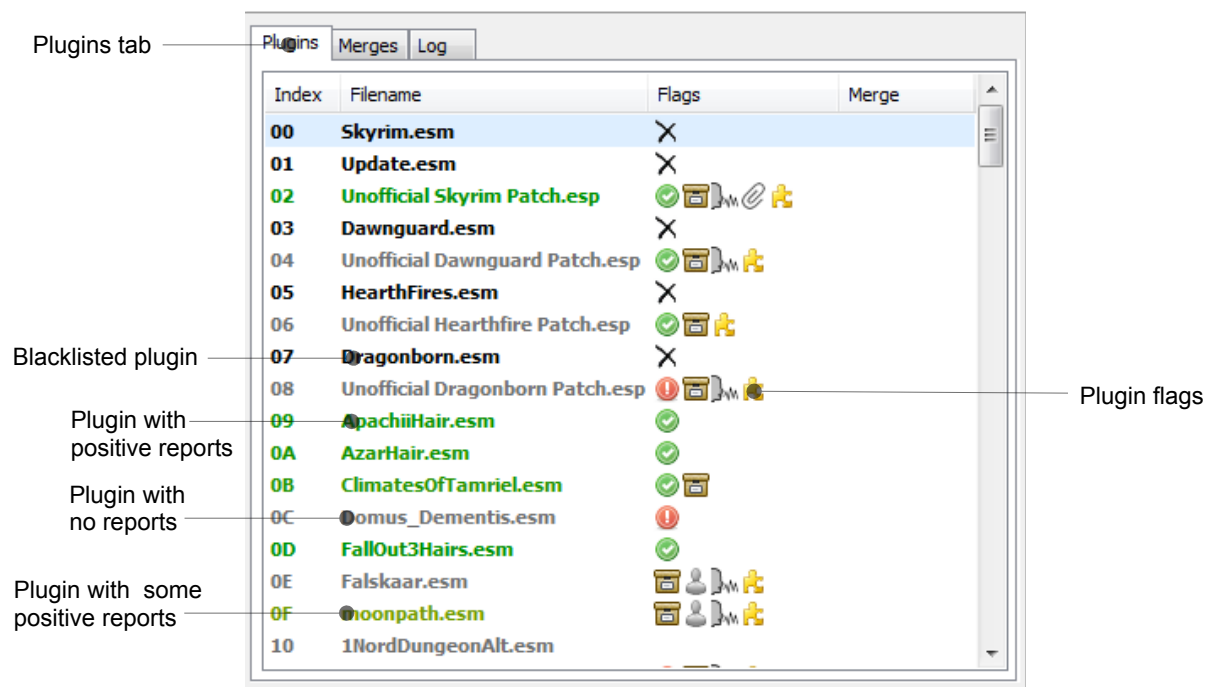 Plugins tab
Plugins Merges Log
Index Filename Flags Merge
00 Skyrim.esm
01 Update.esm
02 Unofficial Skyrim Patch.esp
03 Dawnguard.esm
04 Unofficial Dawnguard Patch.esp
05 HearthFires.esm
06 Unofficial Hearthfire Patch.esp
Blacklisted plugin
07 Dragonborn.esm
08 Unofficial Dragonborn Patch.esp
Plugin flags
Plugin with
positive reports
09 ApachiiHair.esm
0A AzarHair.esm
0B ClimatesOfTamriel.esm
Plugin with
no reports
0C Domus_Dementis.esm
0D FallOut3Hairs.esm
0E Falskaar.esm
Plugin with some
positive reports
0F moonpath.esm
10 1NordDungeonAlt.esm